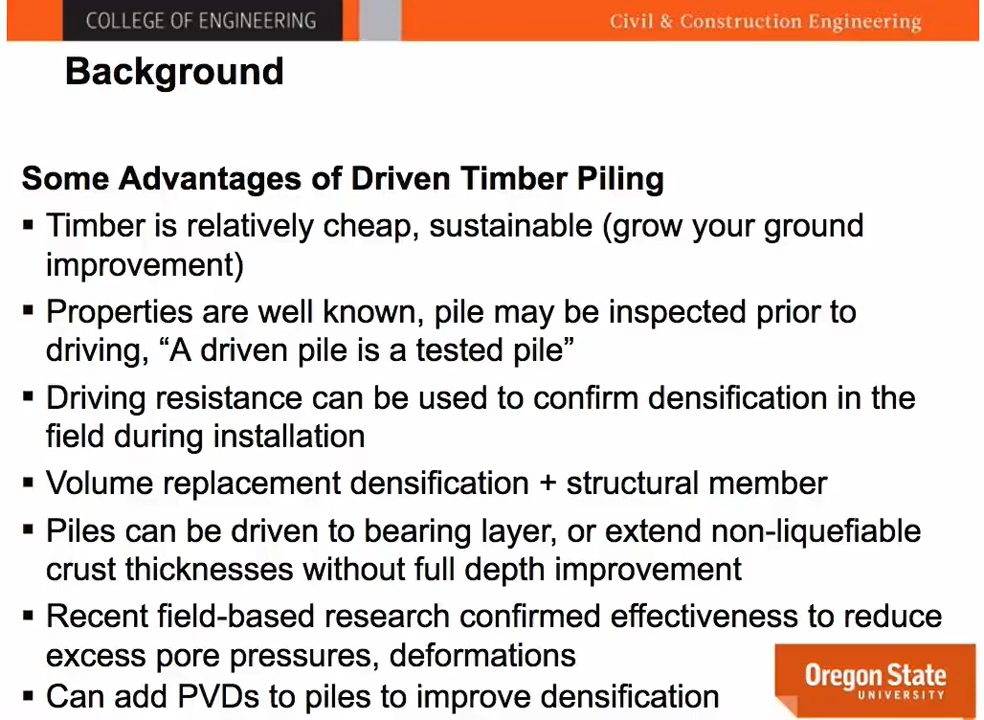 COLLEGE OF ENGINEERING
Civil & Construction Engineering
Background
Some Advantages of Driven Timber Piling
▪ Timber is relatively cheap, sustainable (grow your ground
improvement)
▪ Properties are well known, pile may be inspected prior to
driving, “A driven pile is a tested pile”
▪ Driving resistance can be used to confirm densification in the
field during installation
▪ Volume replacement densification + structural member
▪ Piles can be driven to bearing layer, or extend non-liquefiable
crust thicknesses without full depth improvement
▪ Recent field-based research confirmed effectiveness to reduce
excess pore pressures, deformations
▪ Can add PVDs to piles to improve densification
Oregon State
UNIVERSITY